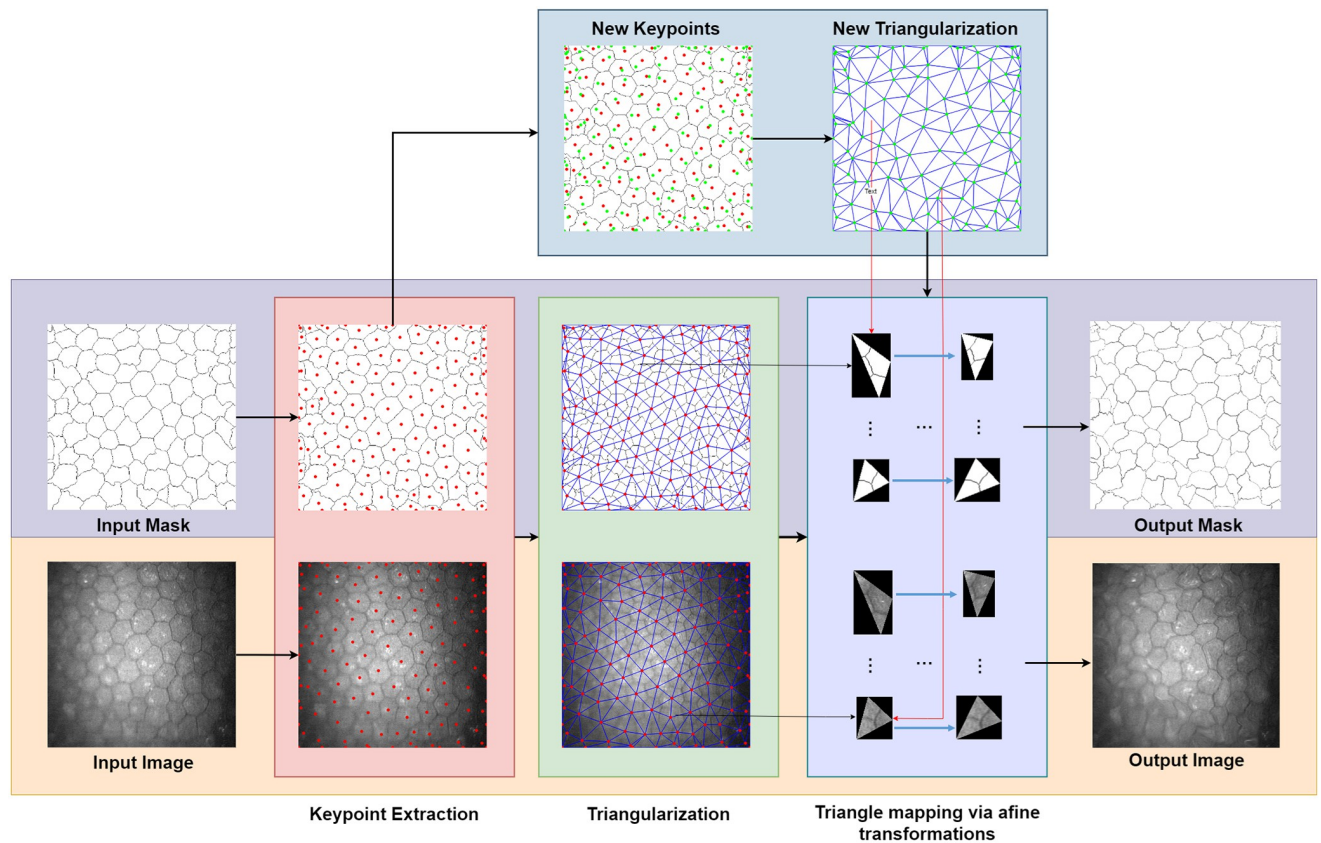 New Keypoints
New Triangularization
Text
Input Mask
Output Mask
Input Image
Output Image
Keypoint Extraction
Triangularization
Triangle mapping via afine
transformations